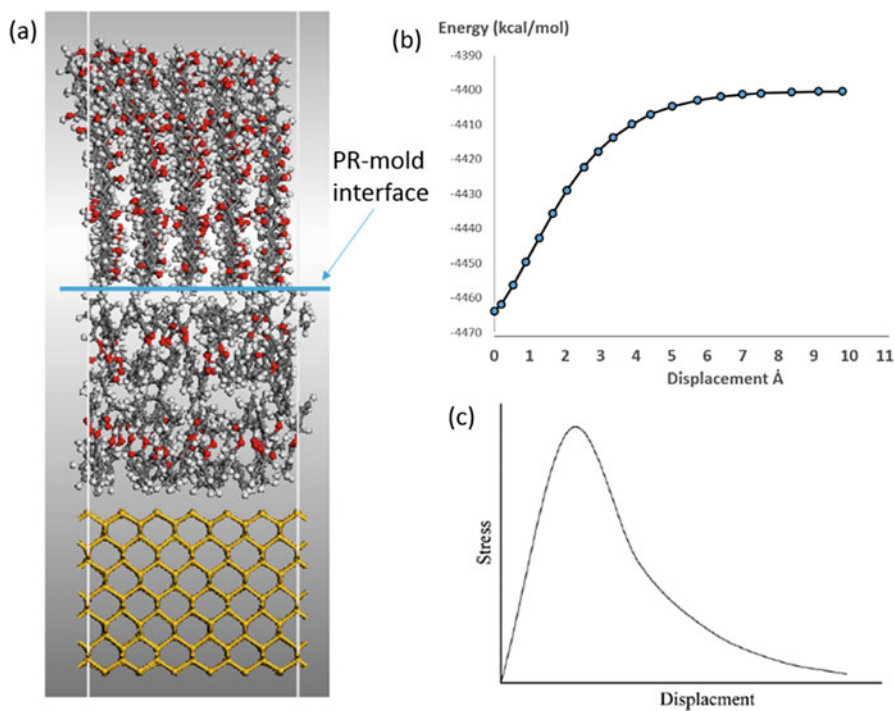 (a)
PR-mold
interface
(b)
Energy (kcal/mol)
-4390
-4400
-4410
-4420
-4430
-4440
-4450
-4460
-4470
0 1 2 3 4 5 6 7 8 9 10 11
Displacement Å
(c)
Stress
Displacment